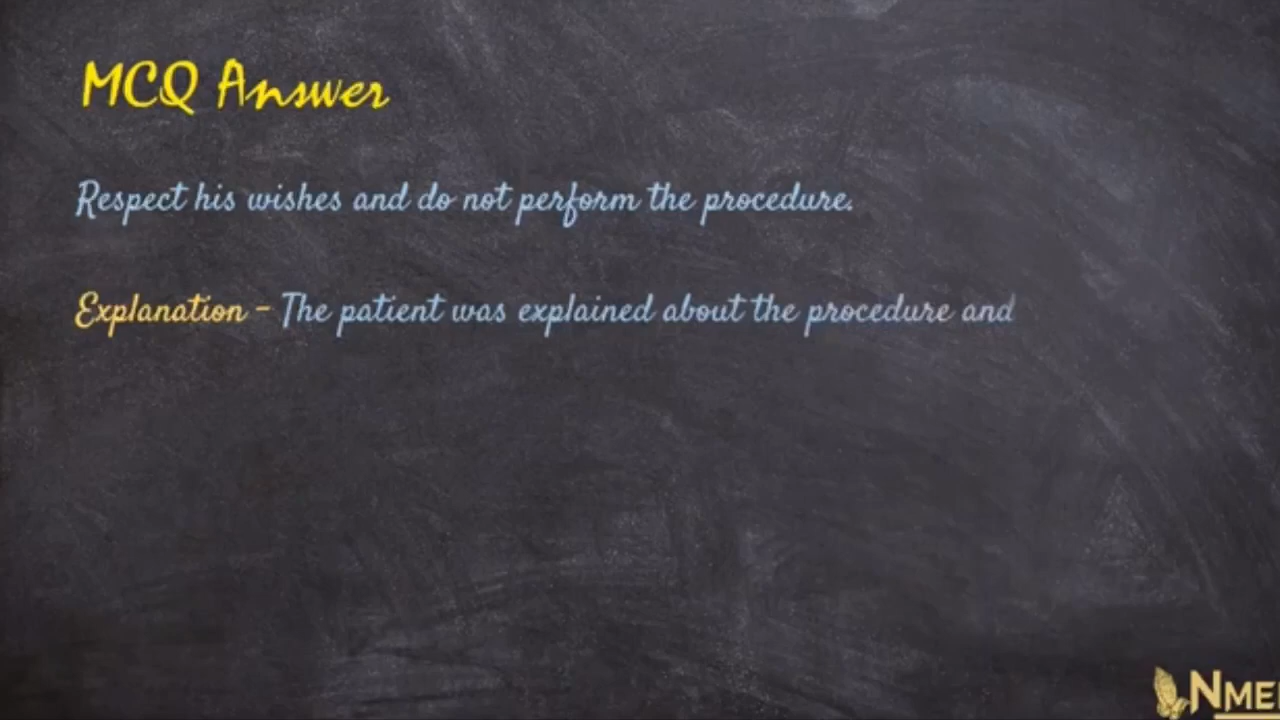 MCQ Answer
Respect his wishes and do not perform the procedure.
Explanation - The patient was explained about the procedure and